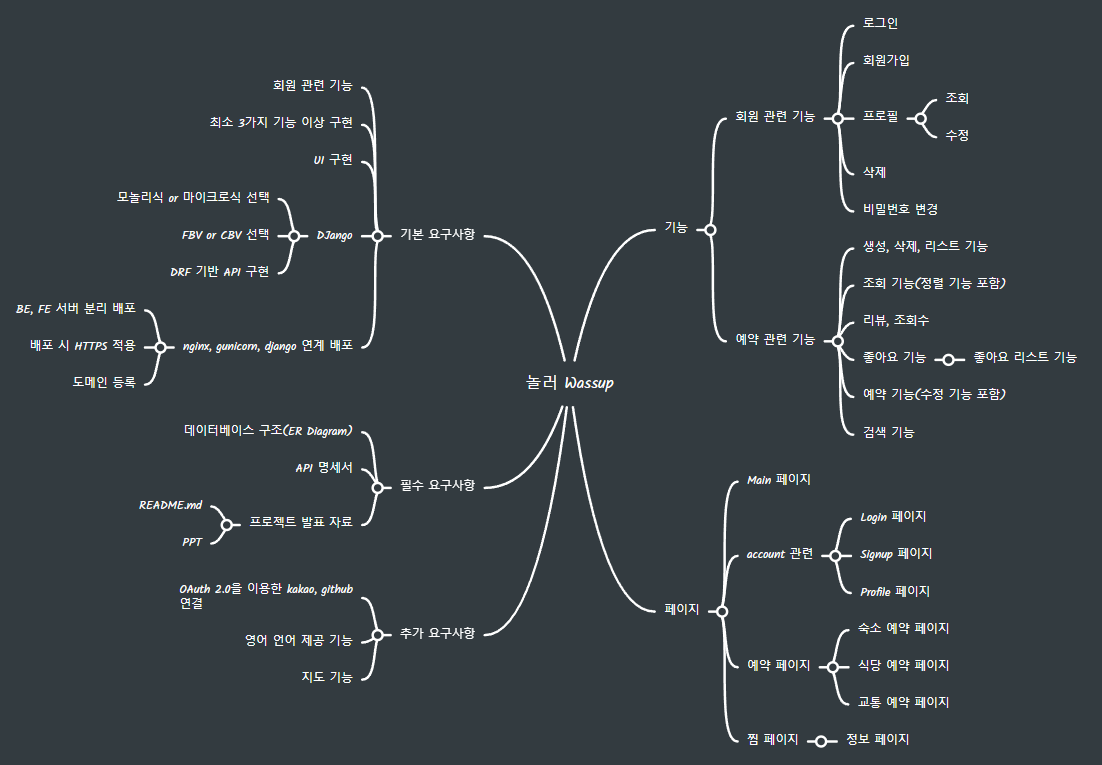 놀러 Wassup
기본 요구사항
회원 관련 기능
최소 3가지 기능 이상 구현
UI 구현
DJango
모놀리식 or 마이크로식 선택
FBV or CBV 선택
DRF 기반 API 구현
nginx, gunicorn, django 연계 배포
BE, FE 서버 분리 배포
배포 시 HTTPS 적용
도메인 등록
필수 요구사항
데이터베이스 구조(ER Diagram)
API 명세서
프로젝트 발표 자료
README.md
PPT
추가 요구사항
OAuth 2.0을 이용한 kakao, github
연결
영어 언어 제공 기능
지도 기능
기능
회원 관련 기능
로그인
회원가입
프로필
조회
수정
삭제
비밀번호 변경
예약 관련 기능
생성, 삭제, 리스트 기능
조회 기능(정렬 기능 포함)
리뷰, 조회수
좋아요 기능
좋아요 리스트 기능
예약 기능(수정 기능 포함)
검색 기능
페이지
Main 페이지
account 관련
Login 페이지
Signup 페이지
Profile 페이지
예약 페이지
숙소 예약 페이지
식당 예약 페이지
교통 예약 페이지
찜 페이지
정보 페이지